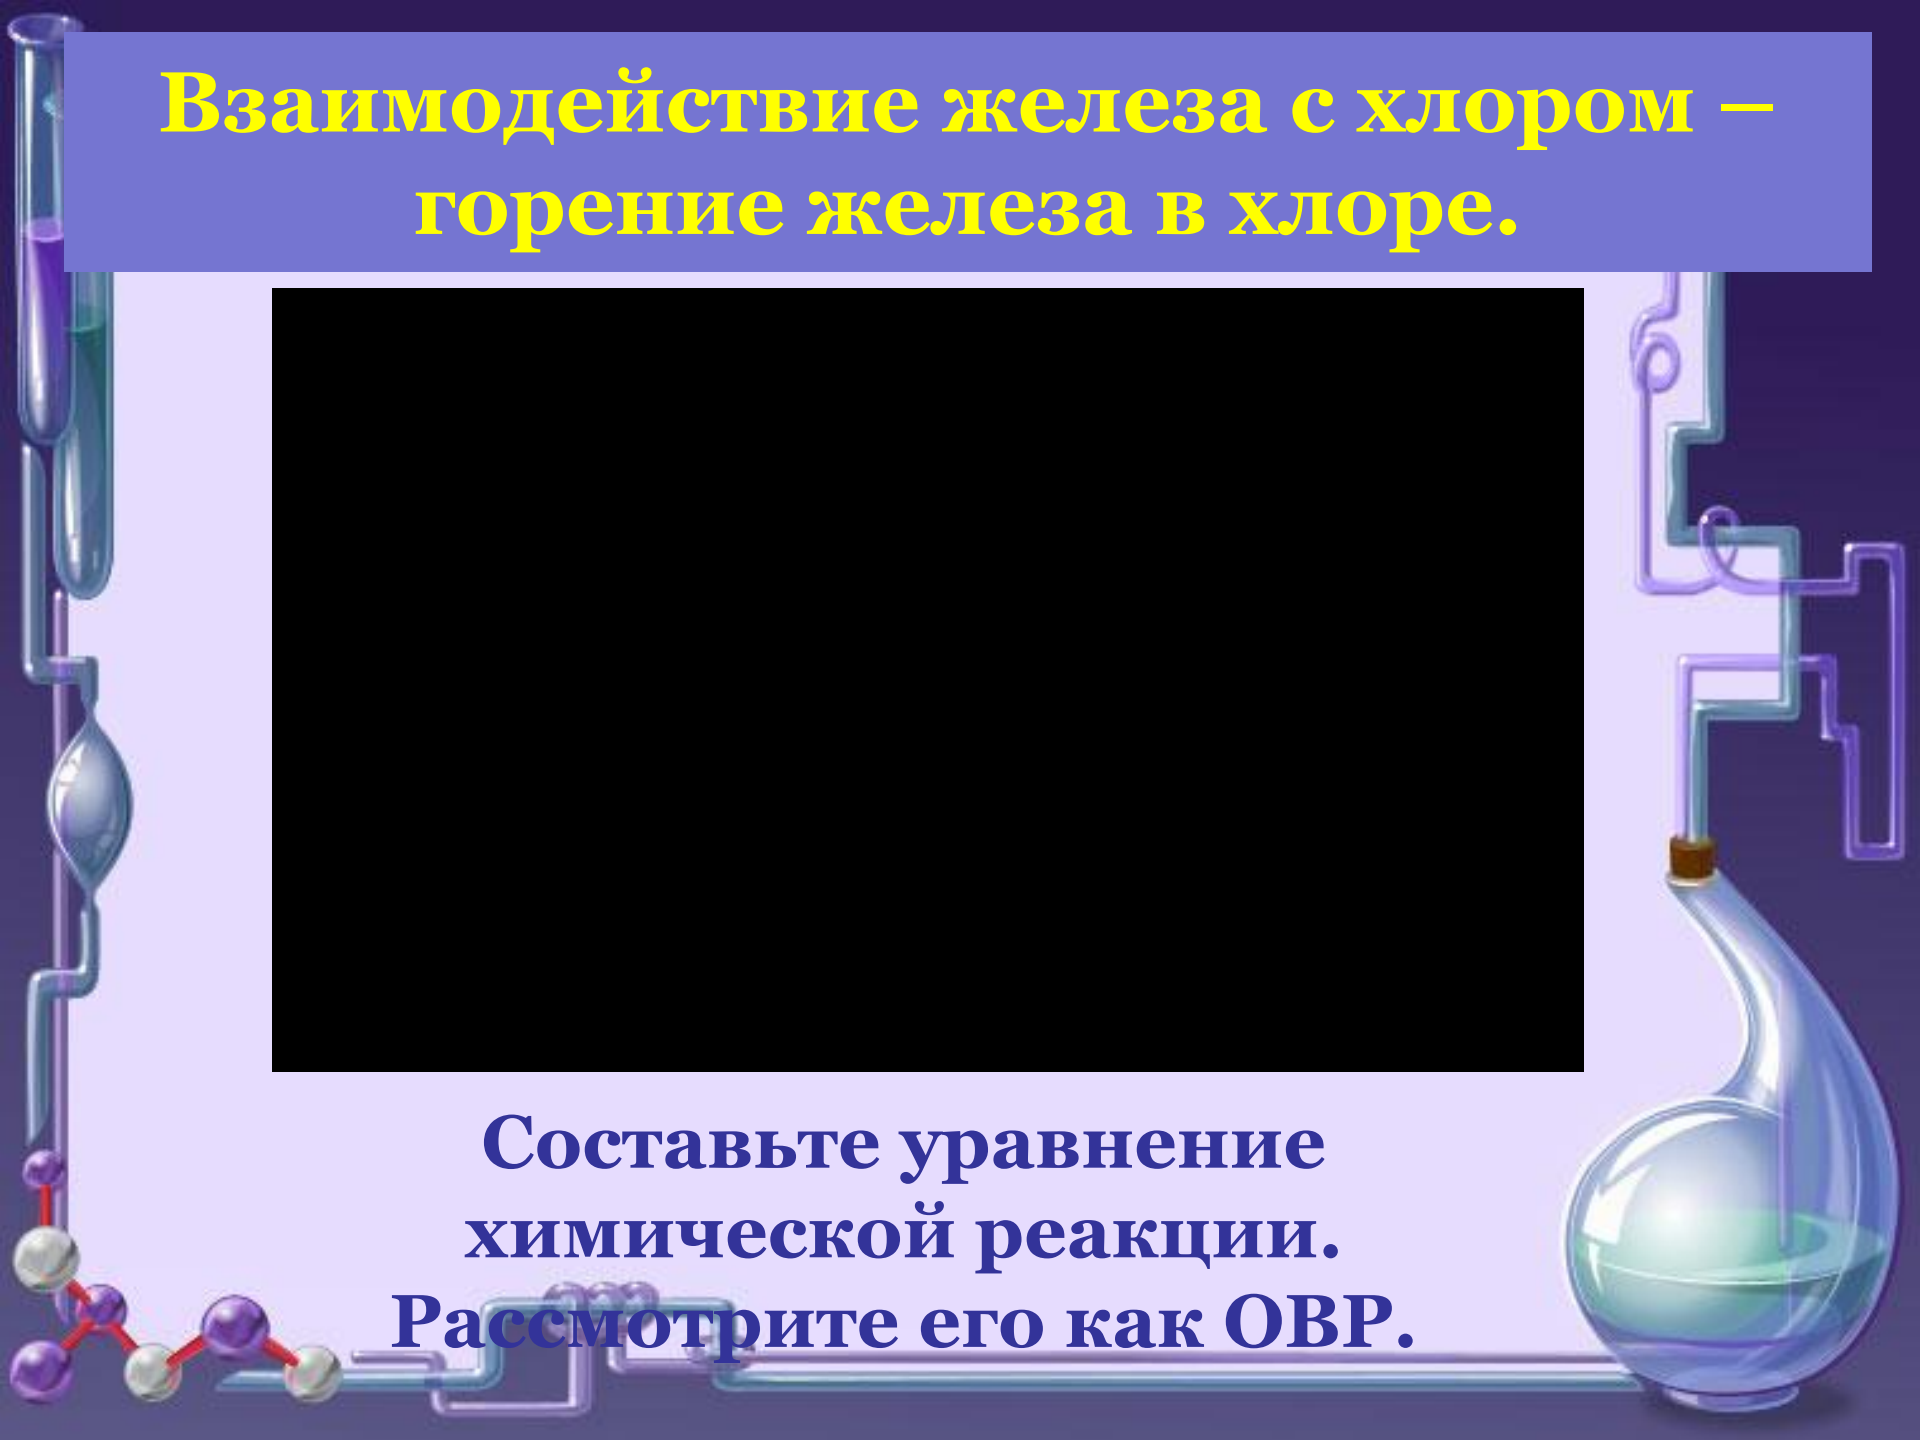 Взаимодействие железа с хлором –
горение железа в хлоре.
Составьте уравнение
химической реакции.
Рассмотрите его как ОВР.